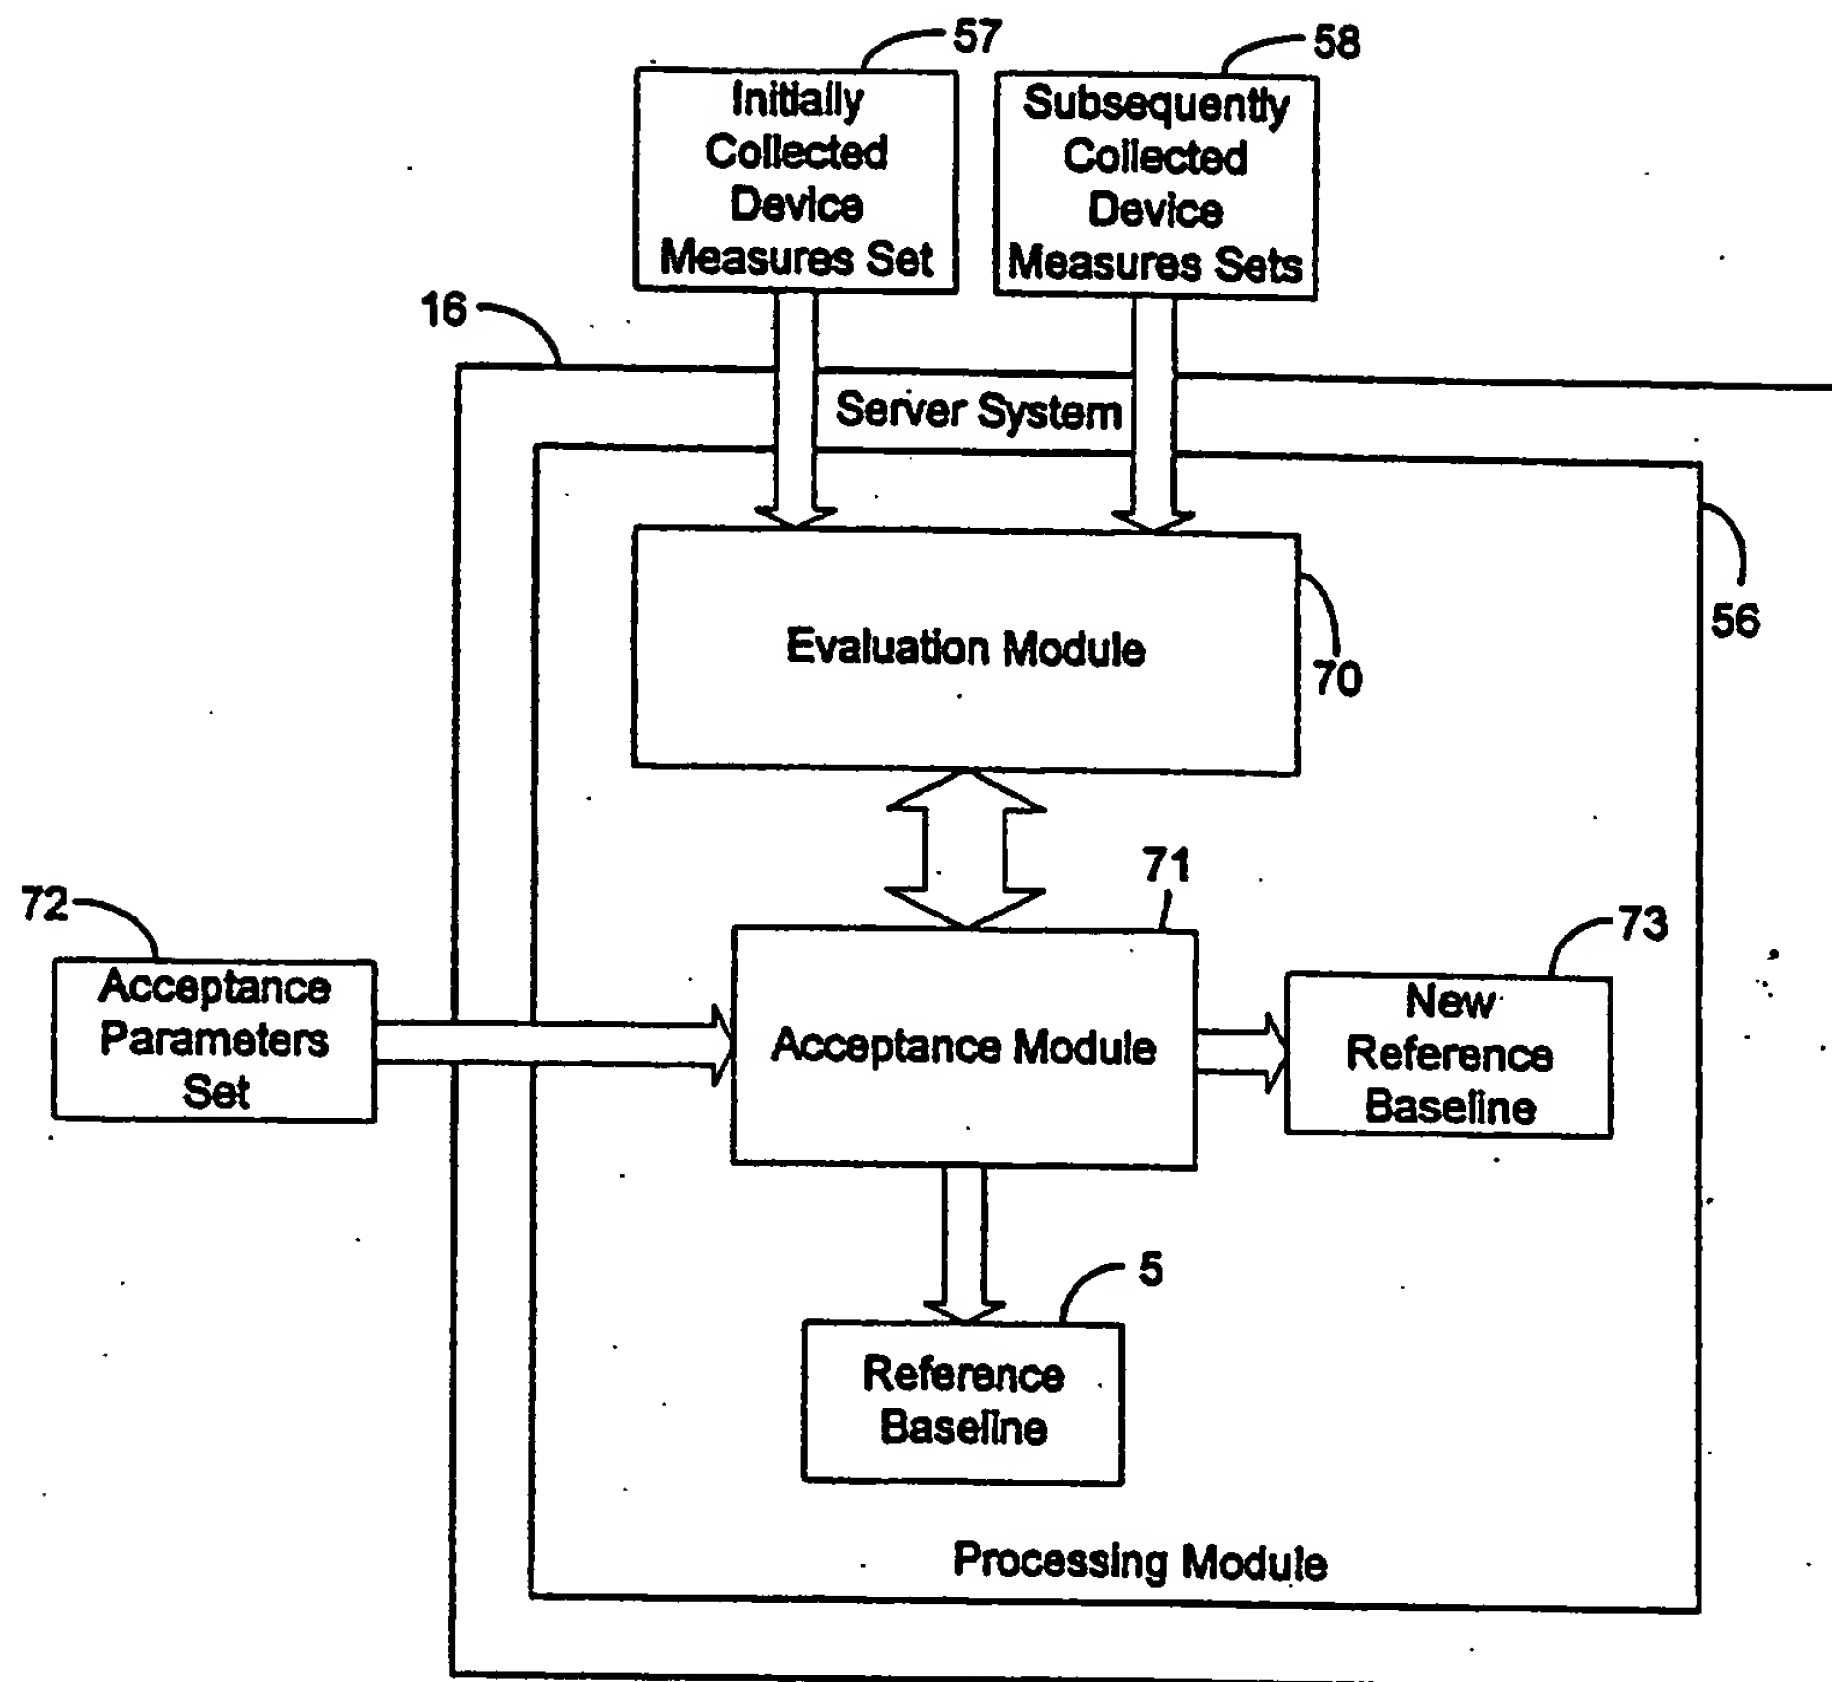 57
58
Initially
Collected
Device
Measures Set
Subsequently
Collected
Device
Measures Sets
16
Server System
56
Evaluation Module
70
71
72
73
Acceptance
Parameters
Set
Acceptance Module
New
Reference
Baseline
5
Reference
Baseline
Processing Module